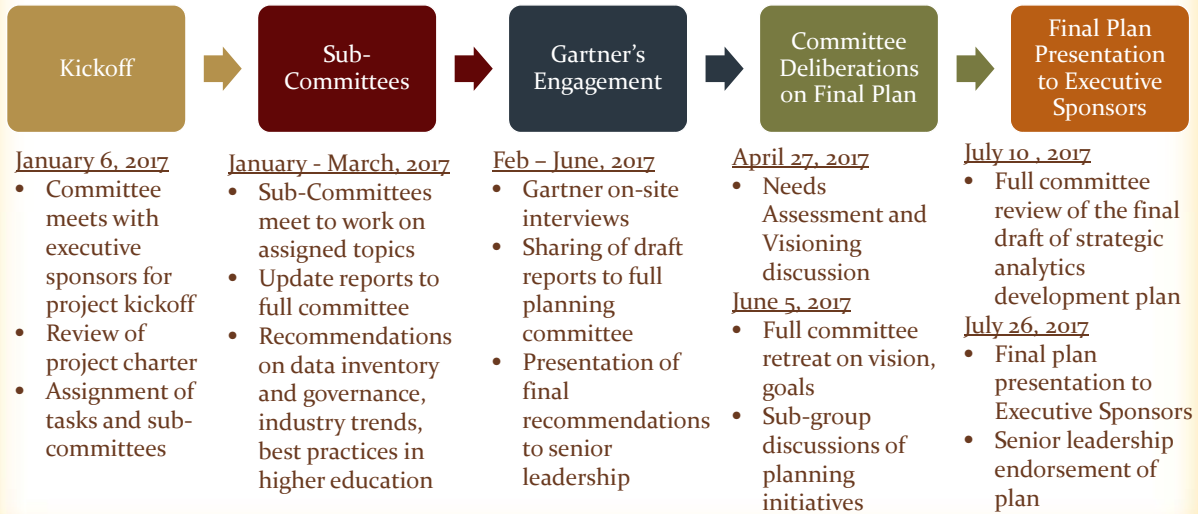 Kickoff
Sub-
Committees
Gartner's
Engagement
Committee
Deliberations
on Final Plan
Final Plan
Presentation
to Executive
Sponsors
January 6, 2017
• Committee
meets with
executive
sponsors for
project kickoff
• Review of
project charter
• Assignment of
tasks and sub-
committees
January - March, 2017
• Sub-Committees
meet to work on
assigned topics
• Update reports to
full committee
• Recommendations
on data inventory
and governance,
industry trends,
best practices in
higher education
Feb – June, 2017
• Gartner on-site
interviews
• Sharing of draft
reports to full
planning
committee
• Presentation of
final
recommendations
to senior
leadership
April 27, 2017
• Needs
Assessment and
Visioning
discussion
June 5, 2017
• Full committee
retreat on vision,
goals
• Sub-group
discussions of
planning
initiatives
July 10 , 2017
• Full committee
review of the final
draft of strategic
analytics
development plan
July 26, 2017
• Final plan
presentation to
Executive Sponsors
• Senior leadership
endorsement of
plan